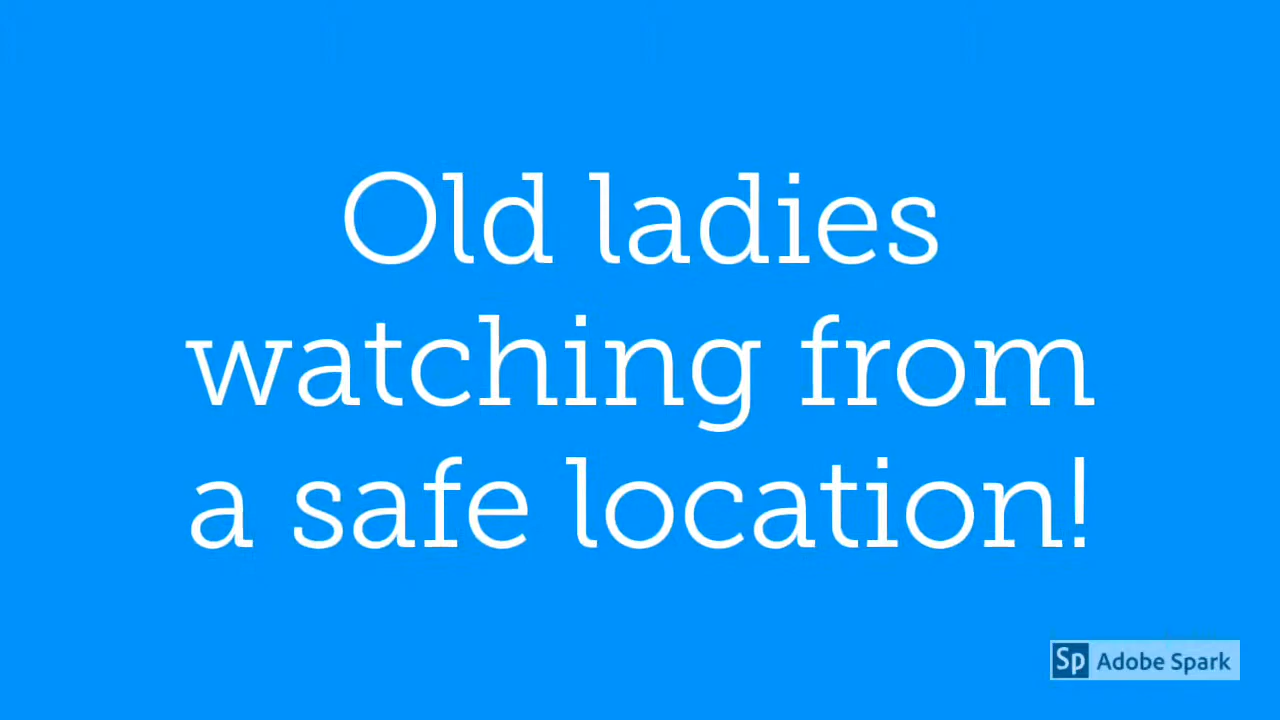 Old ladies
watching from
a safe location!
Sp Adobe Spark